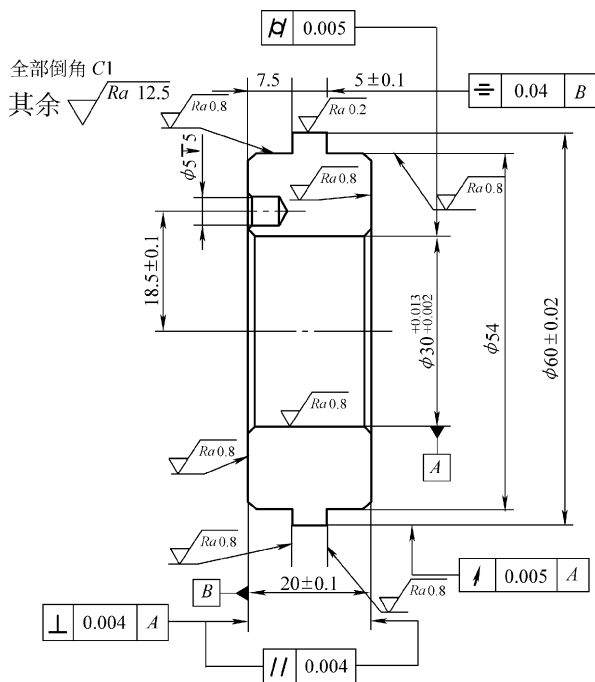 0.005
全部倒角 C1
其余 Ra 12.5
7.5
5±0.1
0.04 B
Ra 0.8
Ra 0.2
ϕ5↧5
Ra 0.8
Ra 0.8
18.5±0.1
ϕ30 +0.013 +0.002
ϕ54
ϕ60±0.02
Ra 0.8
A
Ra 0.8
Ra 0.8
B
20±0.1
Ra 0.8
0.005 A
⊥ 0.004 A
// 0.004